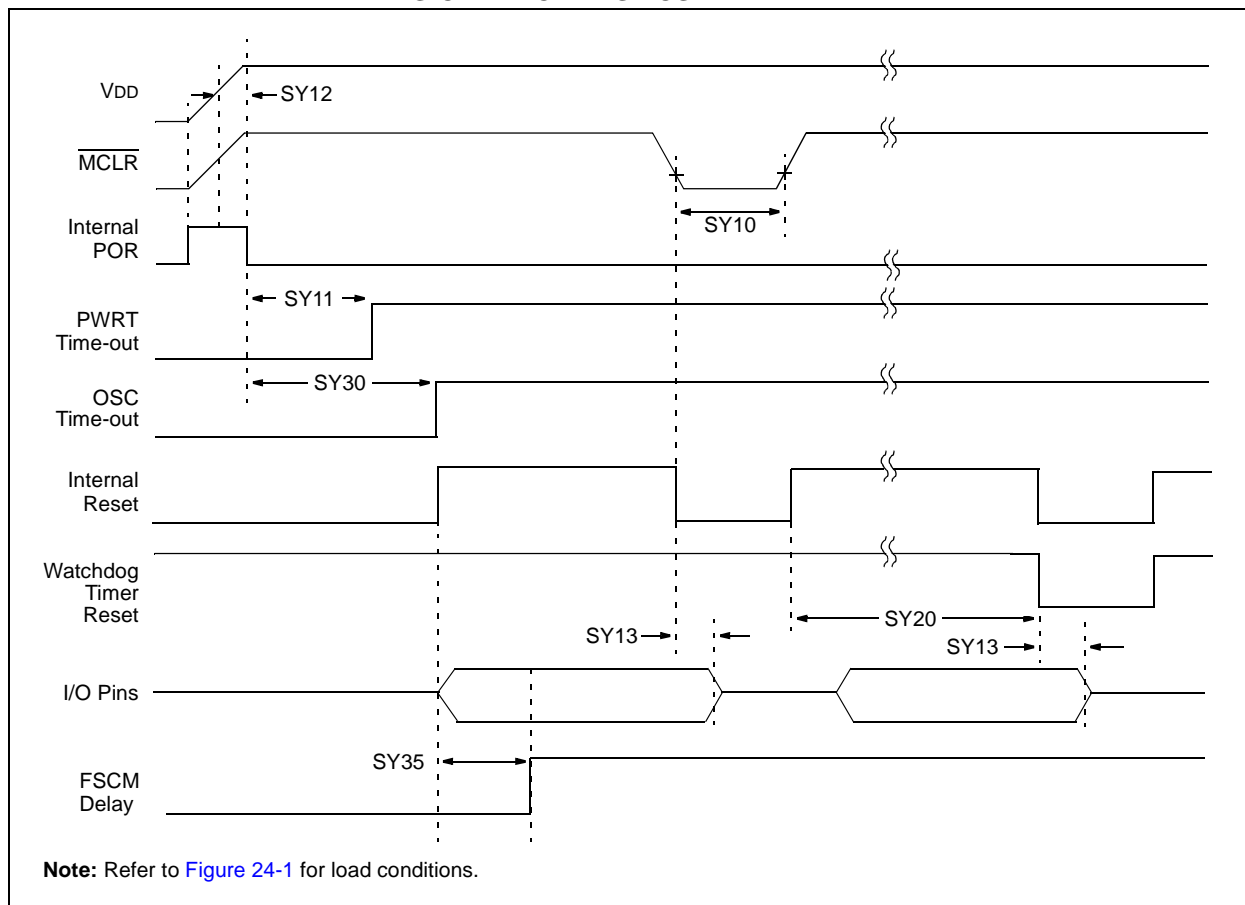 VDD
SY12
MCLR
SY10
Internal
POR
SY11
PWRT
Time-out
SY30
OSC
Time-out
Internal
Reset
Watchdog
Timer
Reset
SY20
SY13
SY13
I/O Pins
SY35
FSCM
Delay
Note: Refer to Figure 24-1 for load conditions.